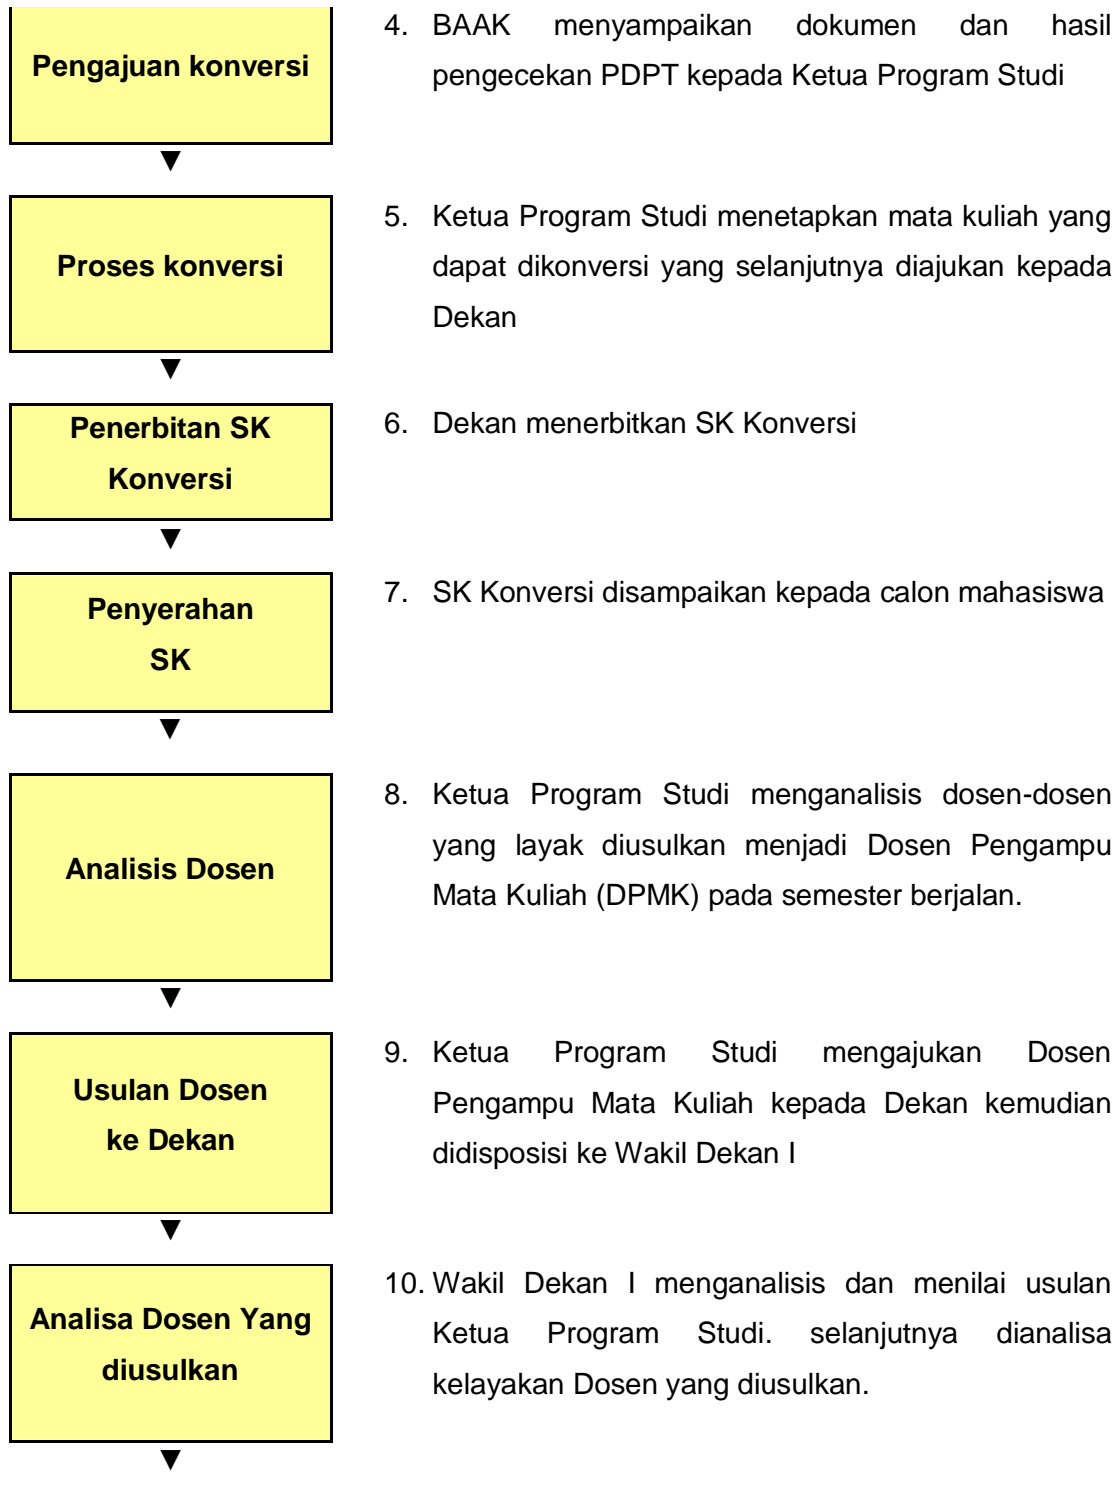 Pengajuan konversi
4. BAAK menyampaikan dokumen dan hasil
pengecekan PDPT kepada Ketua Program Studi
▼
Proses konversi
5. Ketua Program Studi menetapkan mata kuliah yang
dapat dikonversi yang selanjutnya diajukan kepada
Dekan
▼
Penerbitan SK
Konversi
6. Dekan menerbitkan SK Konversi
▼
Penyerahan
SK
7. SK Konversi disampaikan kepada calon mahasiswa
▼
Analisis Dosen
8. Ketua Program Studi menganalisis dosen-dosen
yang layak diusulkan menjadi Dosen Pengampu
Mata Kuliah (DPMK) pada semester berjalan.
▼
Usulan Dosen
ke Dekan
9. Ketua Program Studi mengajukan Dosen
Pengampu Mata Kuliah kepada Dekan kemudian
didisposisi ke Wakil Dekan I
▼
Analisa Dosen Yang
diusulkan
10. Wakil Dekan I menganalisis dan menilai usulan
Ketua Program Studi. selanjutnya dianalisa
kelayakan Dosen yang diusulkan.
▼